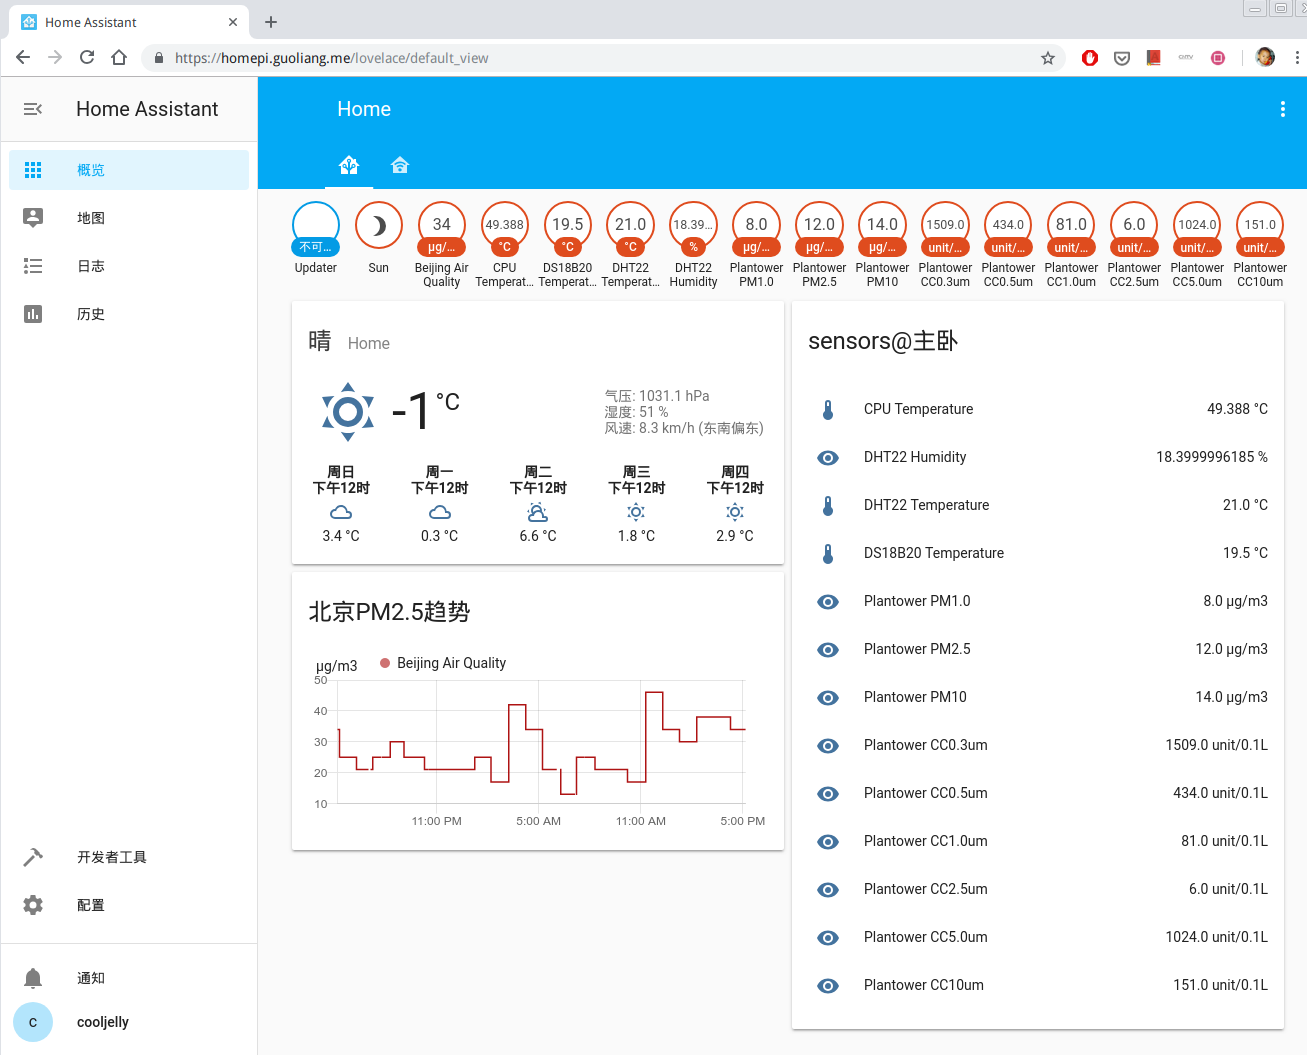 Home Assistant
https://homepi.guoliang.me/lovelace/default_view
Home Assistant
概览
地图
日志
历史
开发者工具
配置
通知
C
cooljelly
Home
不可... Updater
Sun
34 µg/... Beijing Air Quality
49.388 °C CPU Temperat...
19.5 °C DS18B20 Temperat...
21.0 °C DHT22 Temperat...
18.39... % DHT22 Humidity
8.0 µg/... Plantower PM1.0
12.0 µg/... Plantower PM2.5
14.0 µg/... Plantower PM10
1509.0 unit/... Plantower CC0.3um
434.0 unit/... Plantower CC0.5um
81.0 unit/... Plantower CC1.0um
6.0 unit/... Plantower CC2.5um
1024.0 unit/... Plantower CC5.0um
151.0 unit/... Plantower CC10um
晴 Home
-1 °C
气压: 1031.1 hPa
湿度: 51 %
风速: 8.3 km/h (东南偏东)
周日 周一 周二 周三 周四
下午12时 下午12时 下午12时 下午12时 下午12时
3.4 °C 0.3 °C 6.6 °C 1.8 °C 2.9 °C
北京PM2.5趋势
µg/m3 Beijing Air Quality
50
40
30
20
10
11:00 PM 5:00 AM 11:00 AM 5:00 PM
sensors@主卧
CPU Temperature 49.388 °C
DHT22 Humidity 18.3999996185 %
DHT22 Temperature 21.0 °C
DS18B20 Temperature 19.5 °C
Plantower PM1.0 8.0 µg/m3
Plantower PM2.5 12.0 µg/m3
Plantower PM10 14.0 µg/m3
Plantower CC0.3um 1509.0 unit/0.1L
Plantower CC0.5um 434.0 unit/0.1L
Plantower CC1.0um 81.0 unit/0.1L
Plantower CC2.5um 6.0 unit/0.1L
Plantower CC5.0um 1024.0 unit/0.1L
Plantower CC10um 151.0 unit/0.1L